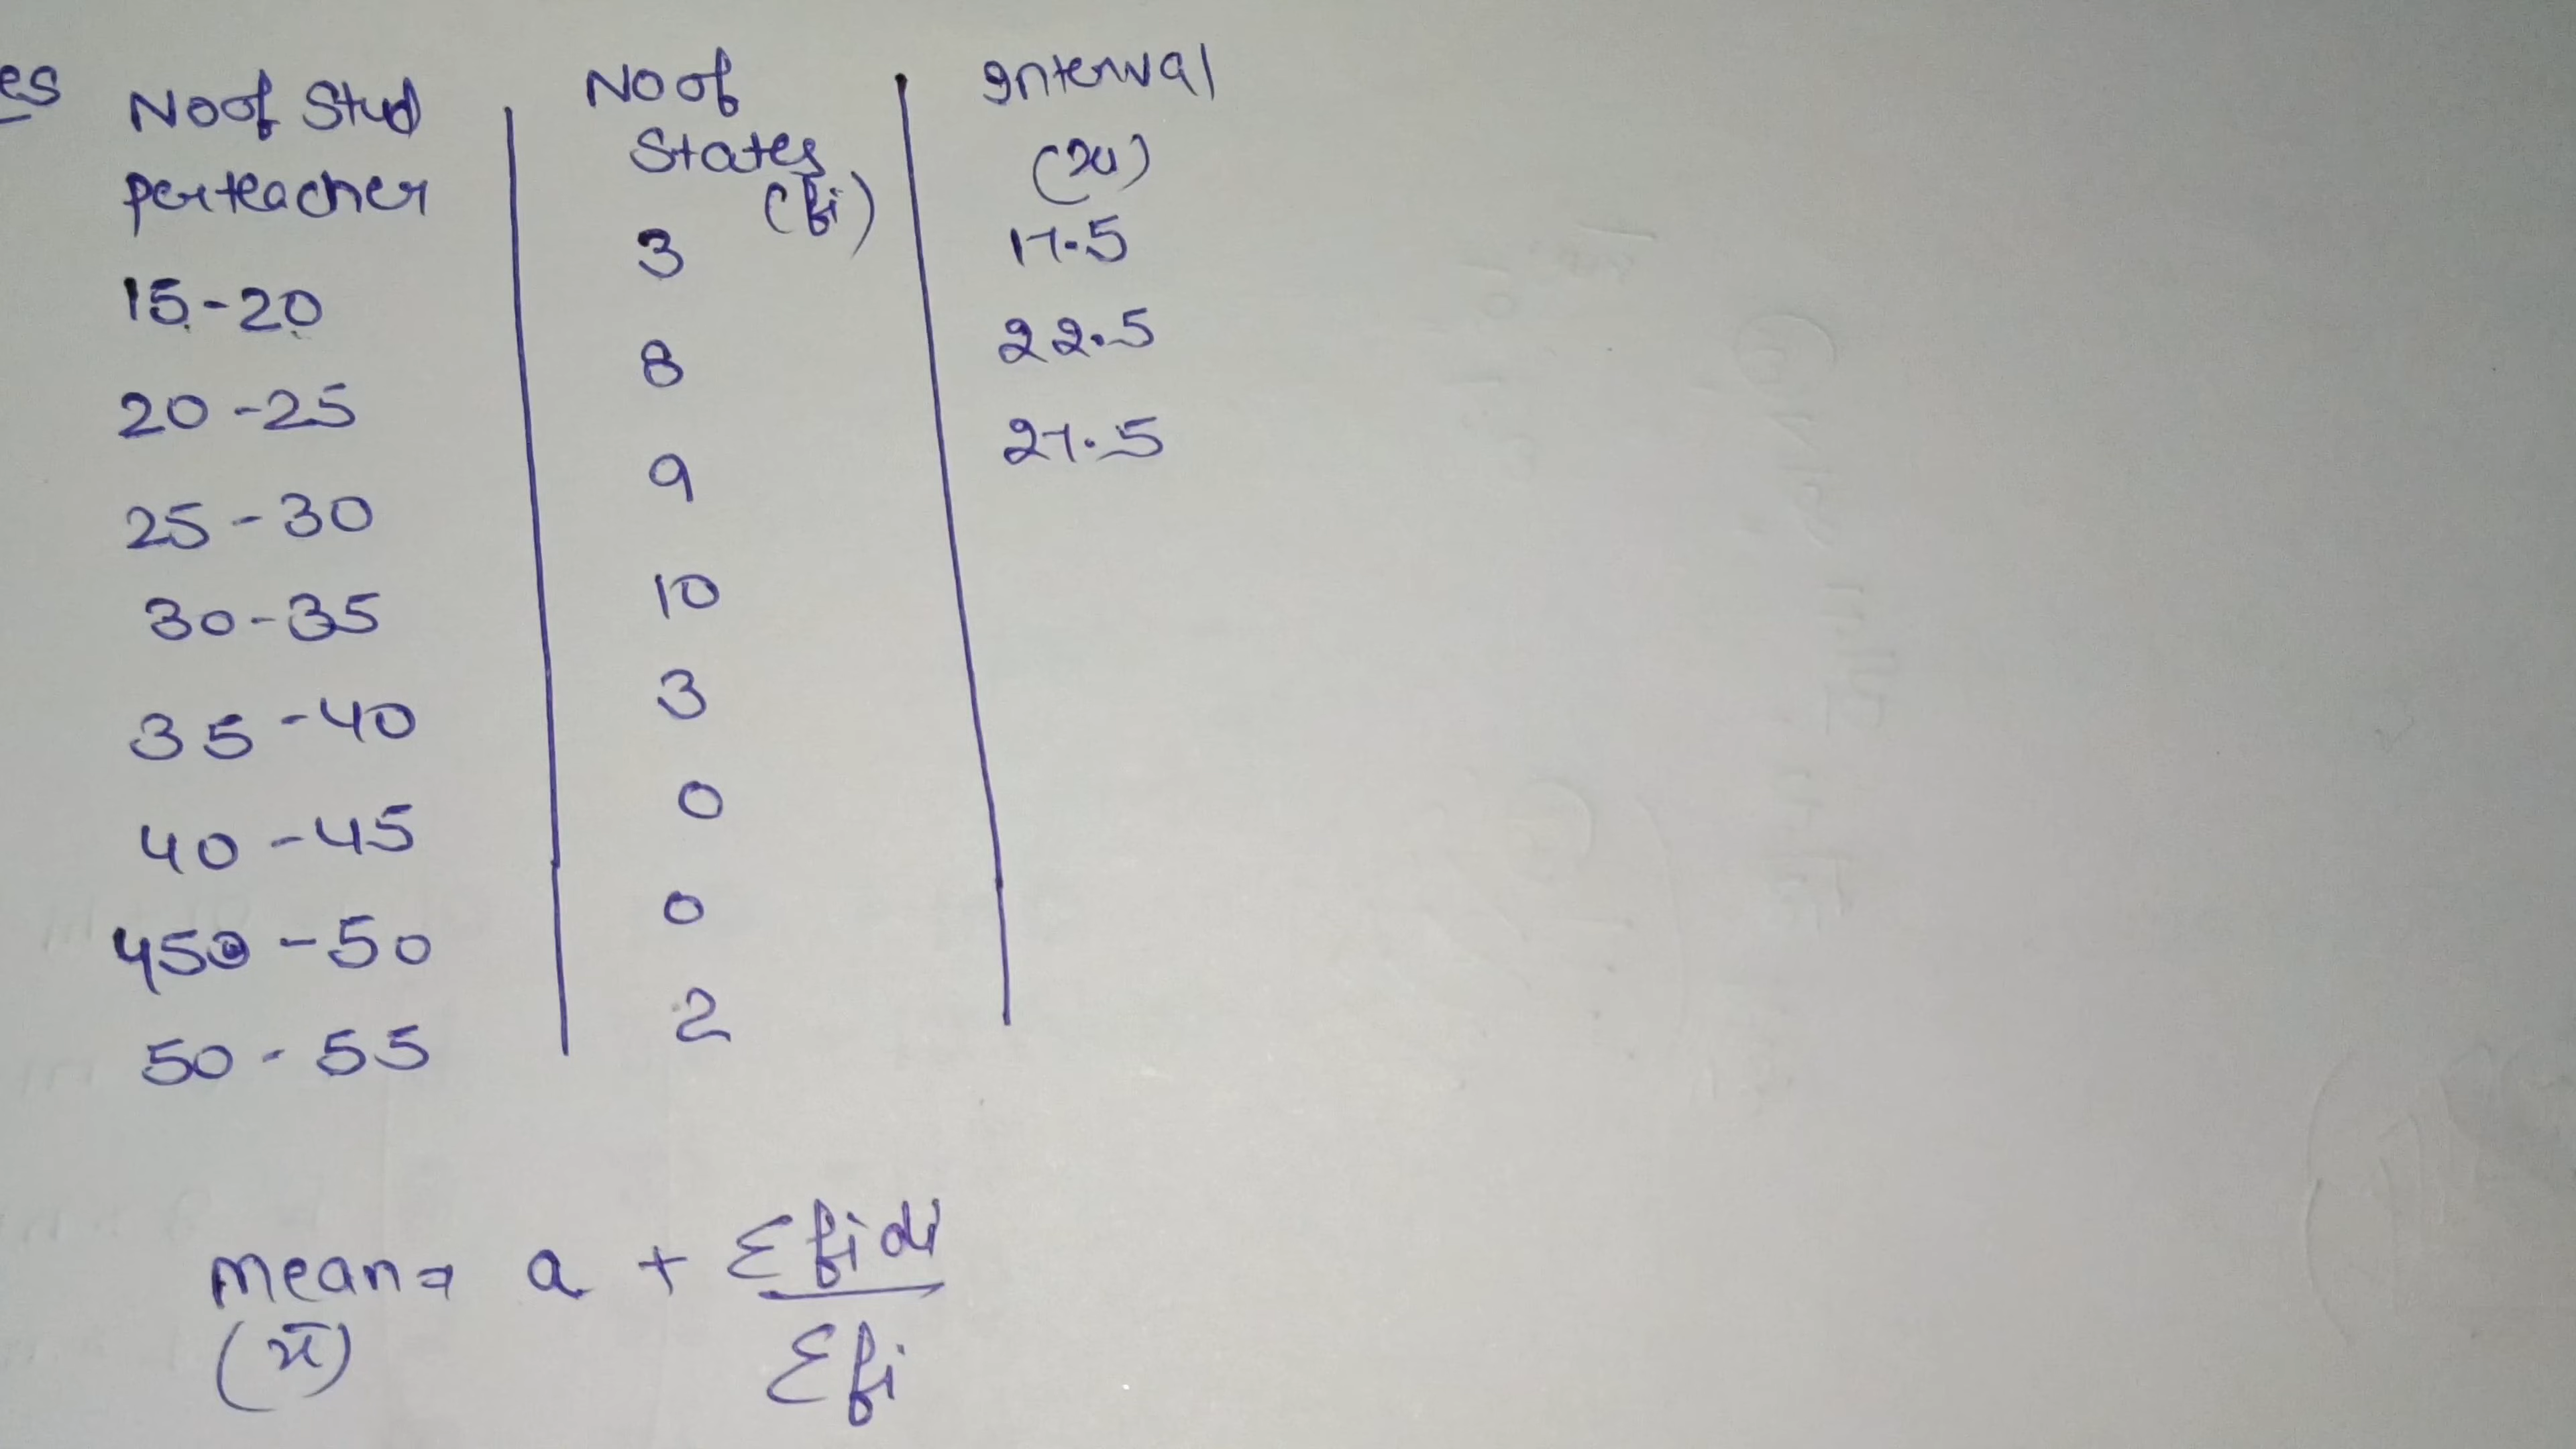 es
No of Stud
per teacher
No of
States
(fi)
Interval
(xi)
15-20
3
17.5
20-25
8
22.5
25-30
9
27.5
30-35
10
35-40
3
40-45
0
45-50
0
50-55
2
mean = a + Σfidi
(x̄)
Σfi